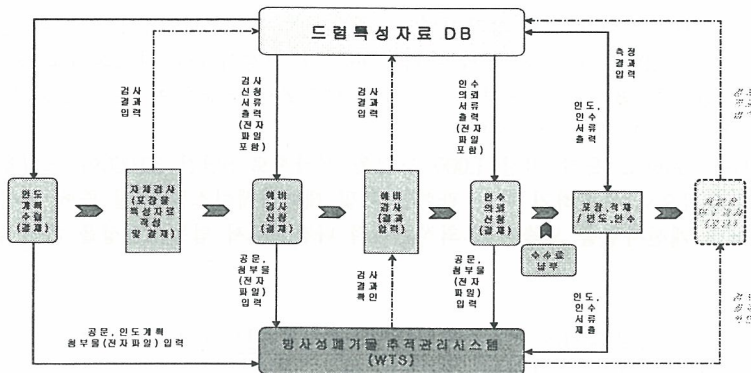 드럼특성자료 DB
검사
결과
입력
검사
신청
서류
출력
(전자
파일
포함)
검사
결과
입력
인수
의뢰
서류
출력
(전자
파일
포함)
측정
결과
입력
인도,
인수
서류
출력
인도
계획
수립
(결재)
자체검사
(포장물
특성자료
작성
및 결재)
예비
검사
신청
(결재)
예비
검사
(결과
입력)
인수
의뢰
신청
(결재)
포장,적재
/ 인도,인수
수수료
납부
공문, 인도계획
첨부물(전자파일) 입력
공문,
첨부물
(전자
파일)
입력
검사
결과
확인
공문,
첨부물
(전자
파일)
입력
인도,
인수
서류
제출
방사성폐기물 추적관리시스템
(WTS)